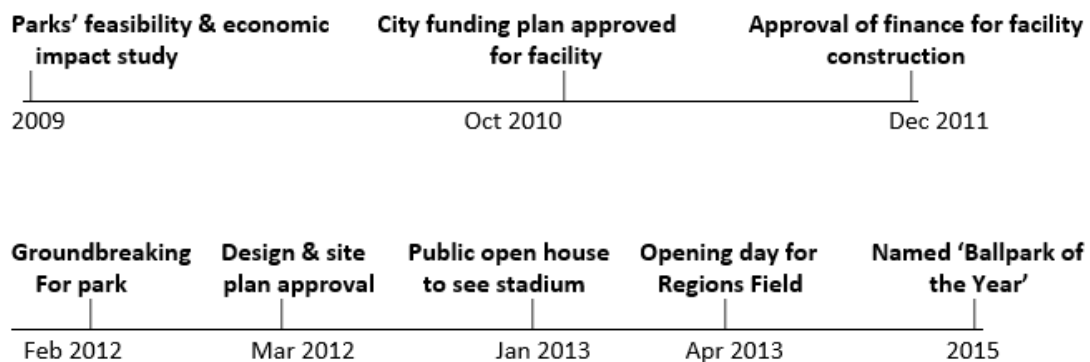 Parks' feasibility & economic City funding plan approved Approval of finance for facility
impact study for facility construction
2009 Oct 2010 Dec 2011
Groundbreaking Design & site Public open house Opening day for Named 'Ballpark of
For park plan approval to see stadium Regions Field the Year'
Feb 2012 Mar 2012 Jan 2013 Apr 2013 2015